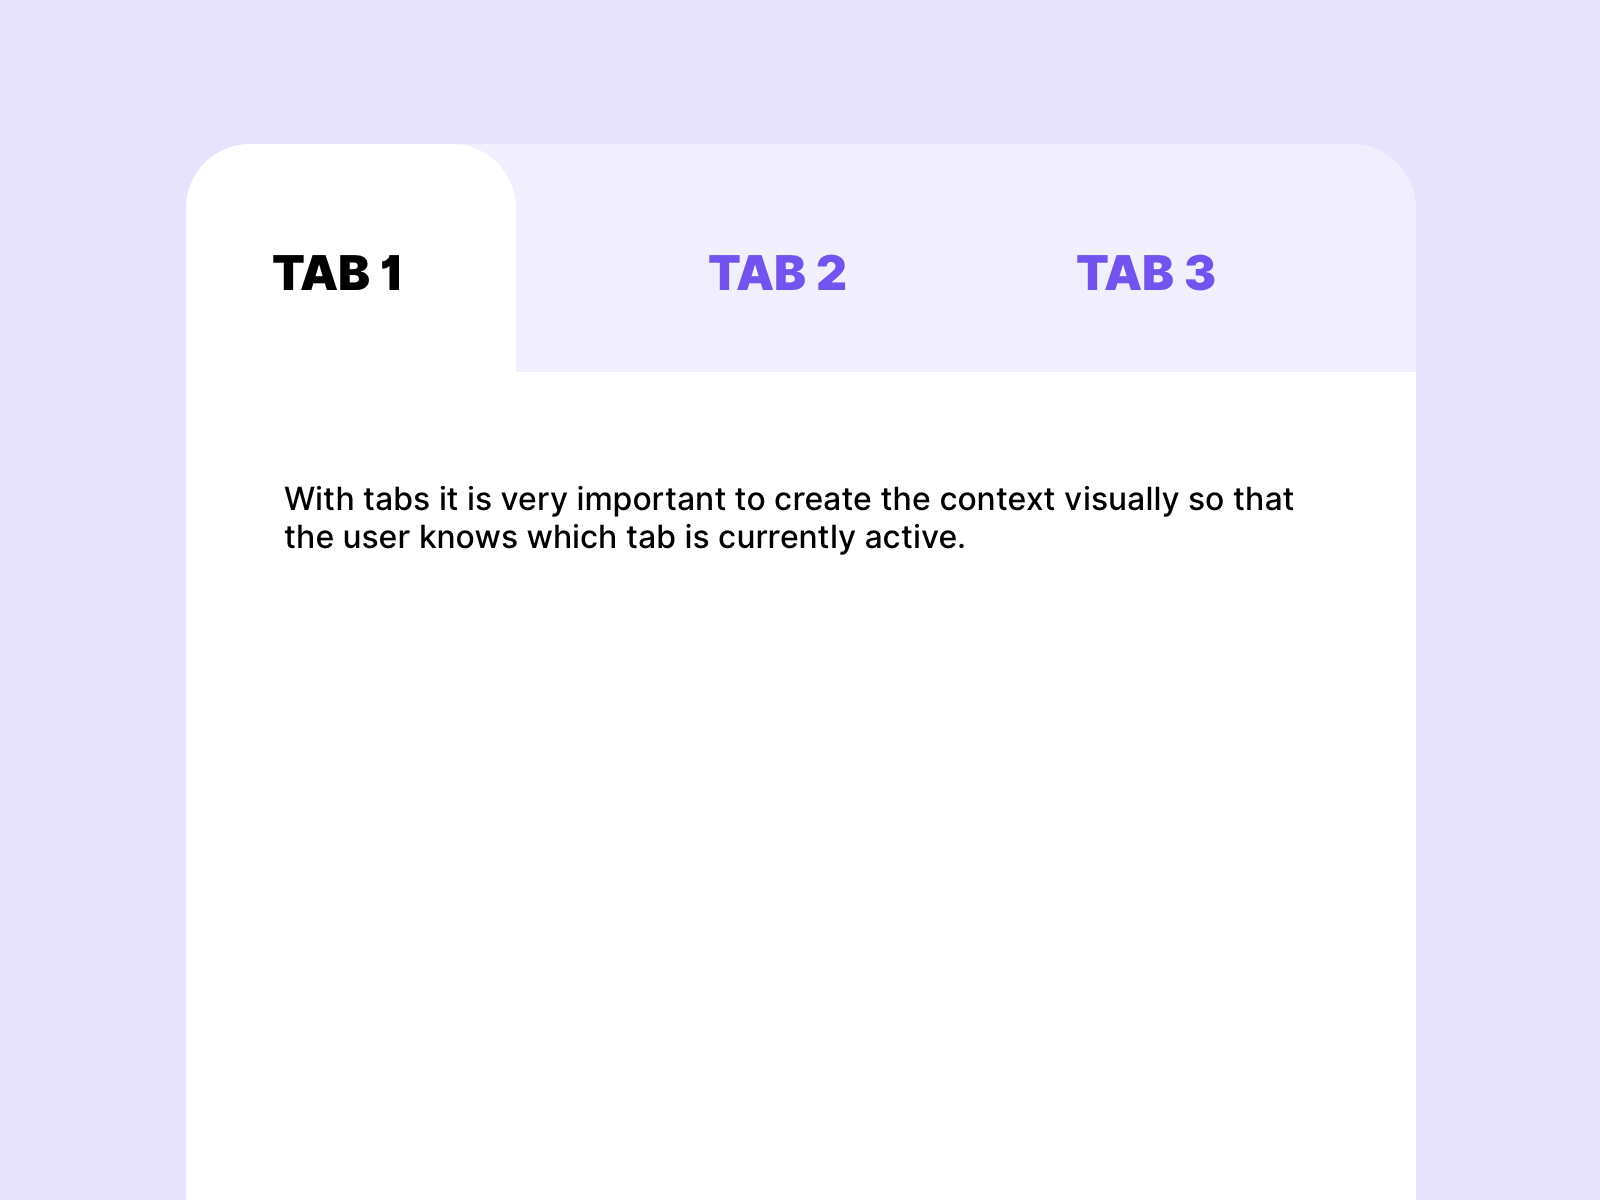 TAB 1 TAB 2 TAB 3
With tabs it is very important to create the context visually so that
the user knows which tab is currently active.